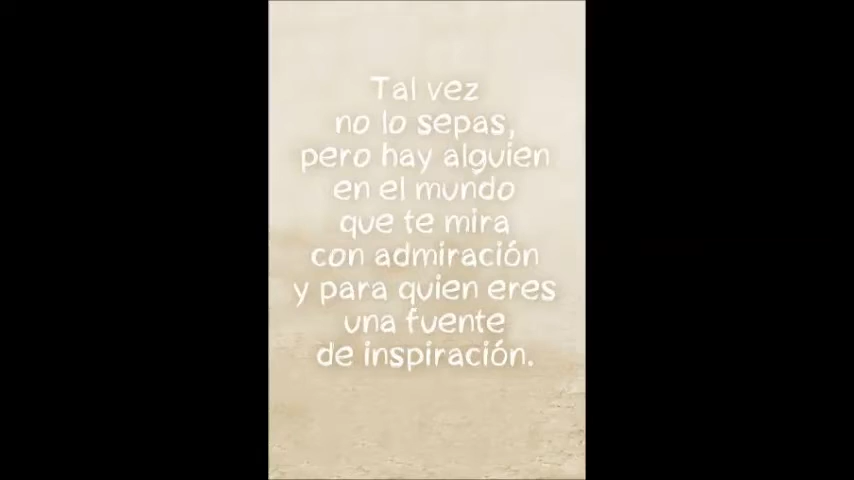 Tal vez
no lo sepas,
pero hay alguien
en el mundo
que te mira
con admiración
y para quien eres
una fuente
de inspiración.